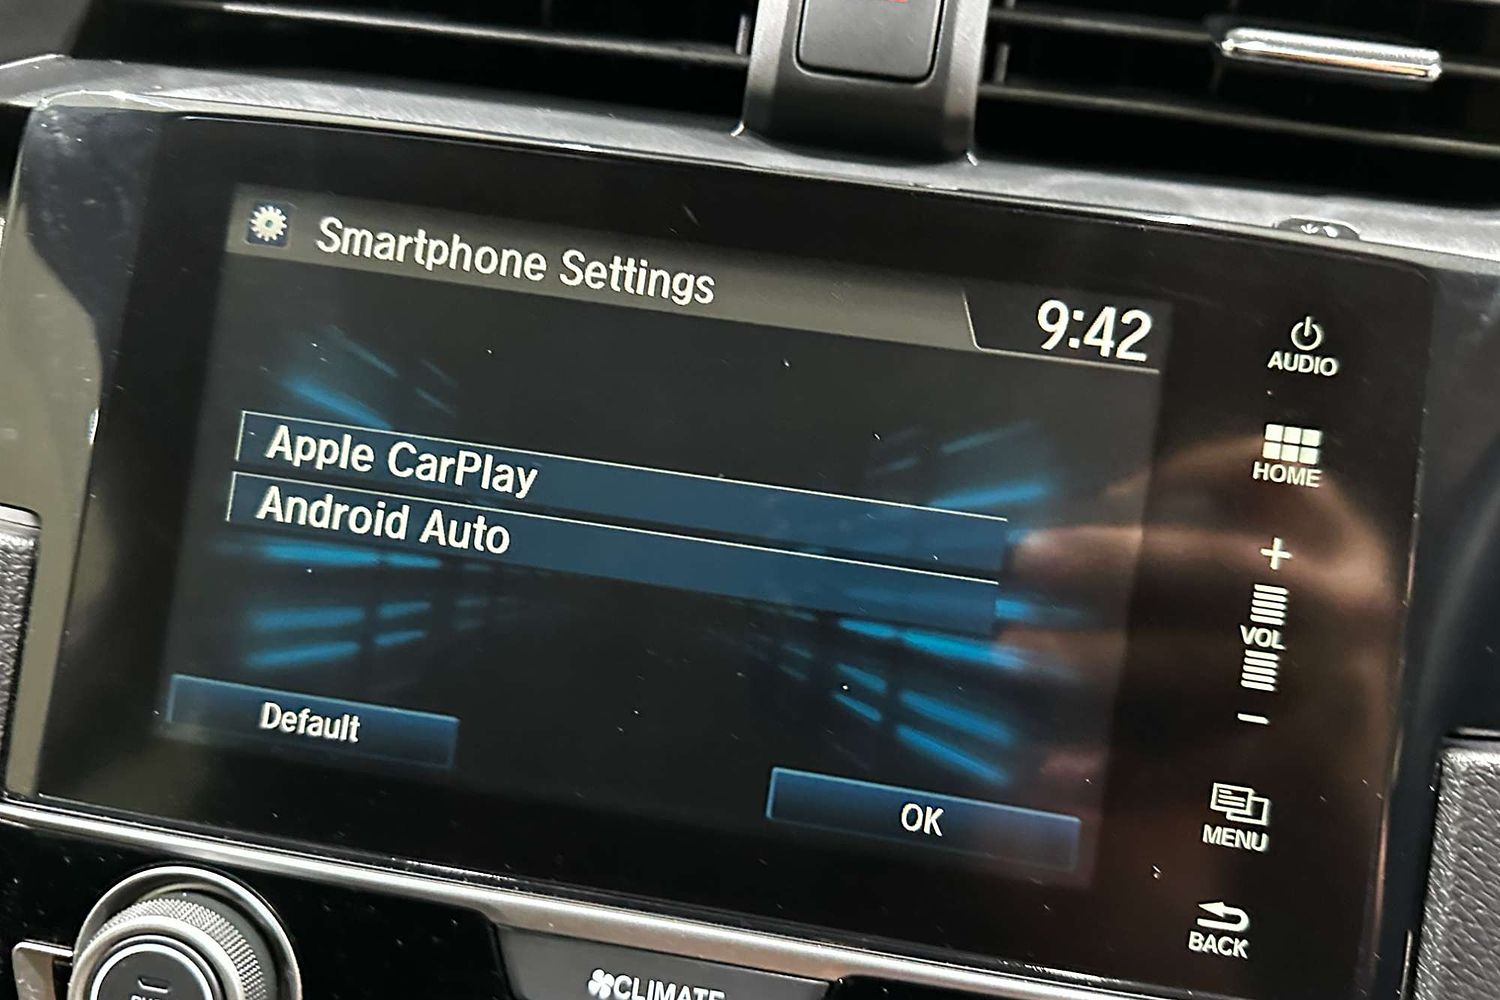 Smartphone Settings
9:42
AUDIO
Apple CarPlay
HOME
Android Auto
+
VOL
−
Default
OK
MENU
BACK
CLIMATE